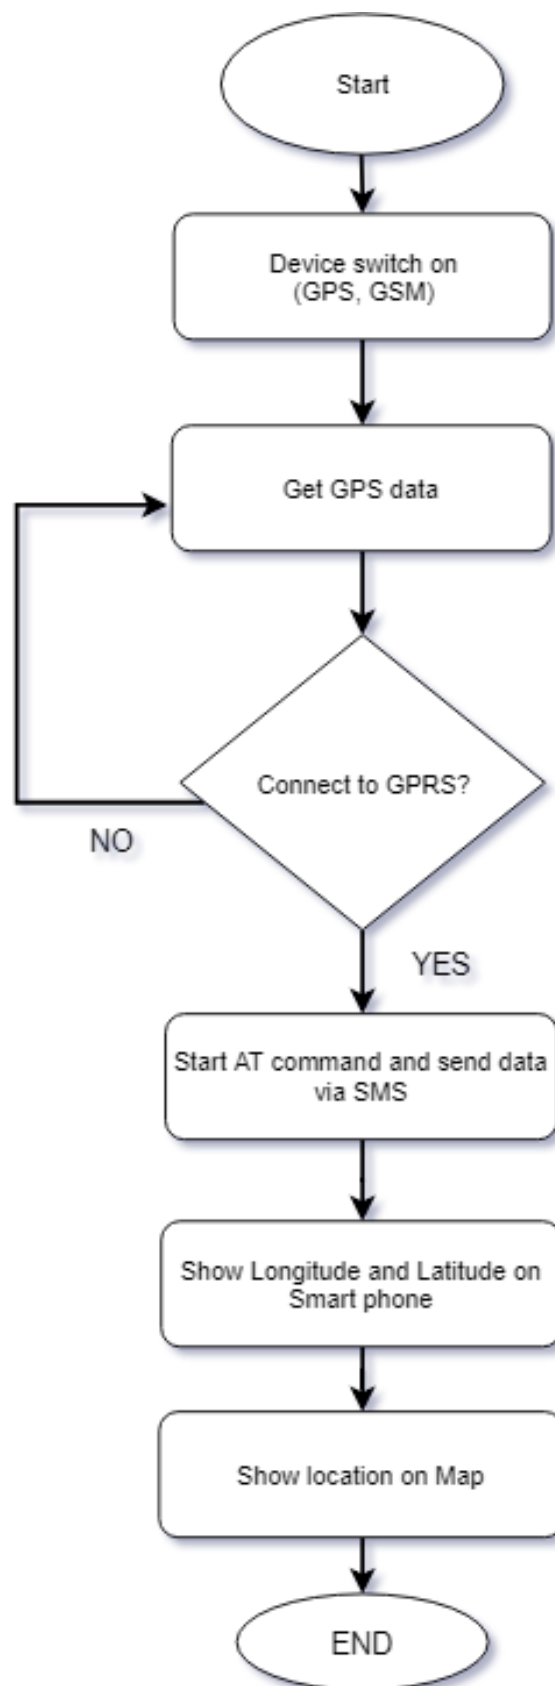 Start
Device switch on
(GPS, GSM)
Get GPS data
Connect to GPRS?
NO
YES
Start AT command and send data
via SMS
Show Longitude and Latitude on
Smart phone
Show location on Map
END